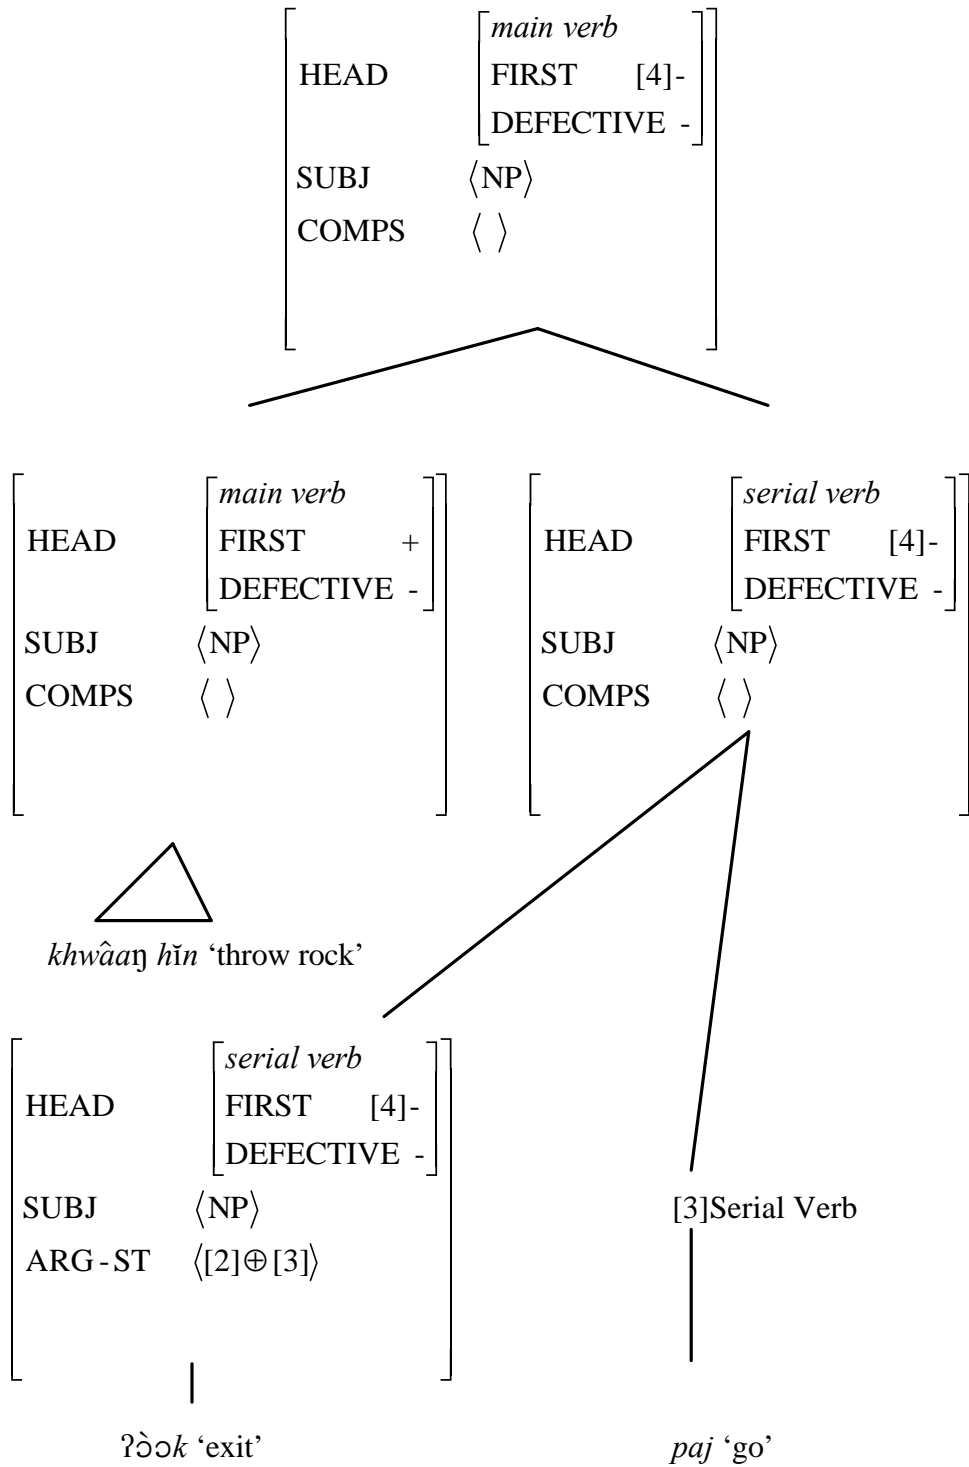 main verb
HEAD FIRST [4]-
DEFECTIVE -
SUBJ ⟨NP⟩
COMPS ⟨ ⟩
main verb
HEAD FIRST +
DEFECTIVE -
SUBJ ⟨NP⟩
COMPS ⟨ ⟩
serial verb
HEAD FIRST [4]-
DEFECTIVE -
SUBJ ⟨NP⟩
COMPS ⟨ ⟩
khwâaŋ hĭn ‘throw rock’
serial verb
HEAD FIRST [4]-
DEFECTIVE -
SUBJ ⟨NP⟩
ARG-ST ⟨[2]⊕[3]⟩
[3]Serial Verb
ʔɔ̀ɔk ‘exit’
paj ‘go’